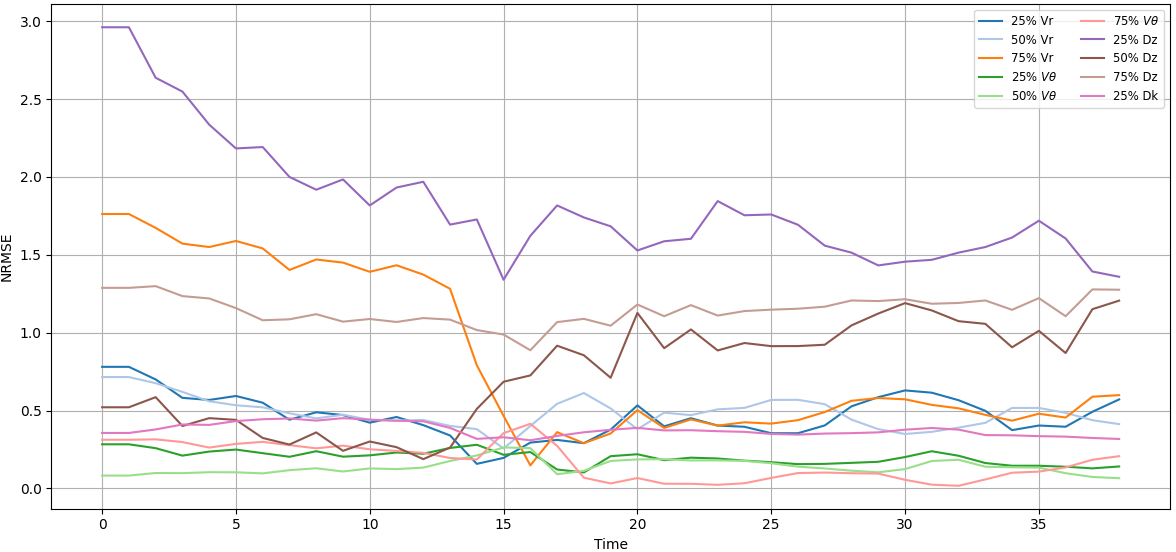 3.0
2.5
2.0
1.5
1.0
0.5
0.0
NRMSE
0 5 10 15 20 25 30 35
Time
25% Vr
50% Vr
75% Vr
25% Vθ
50% Vθ
75% Vθ
25% Dz
50% Dz
75% Dz
25% Dk